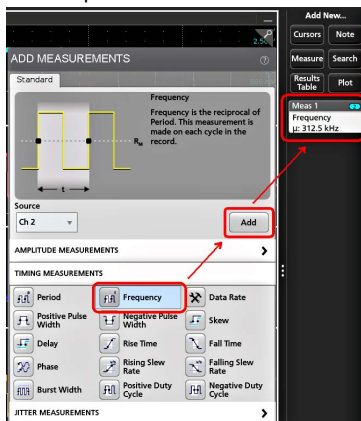 Add New...
Cursors Note
Measure Search
Results Table Plot
Meas 1 2
Frequency
µ: 312.5 kHz
ADD MEASUREMENTS
Standard
Frequency
Frequency is the reciprocal of
Period. This measurement is
made on each cycle in the
record.
RM
t
Source
Ch 2
Add
AMPLITUDE MEASUREMENTS
TIMING MEASUREMENTS
Period Frequency Data Rate
Positive Pulse Width Negative Pulse Width Skew
Delay Rise Time Fall Time
Phase Rising Slew Rate Falling Slew Rate
Burst Width Positive Duty Cycle Negative Duty Cycle
JITTER MEASUREMENTS